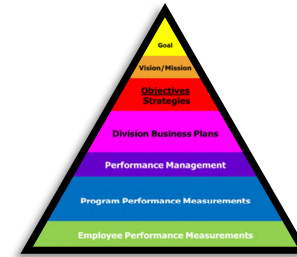 Goal
Vision/Mission
Objectives
Strategies
Division Business Plans
Performance Management
Program Performance Measurements
Employee Performance Measurements